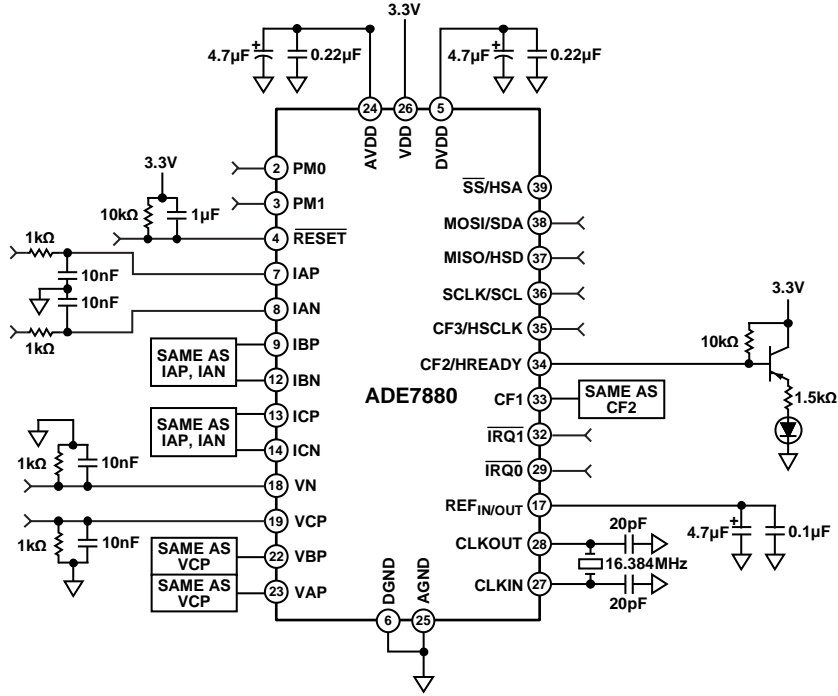 3.3V
4.7µF + 0.22µF
4.7µF + 0.22µF
24 26 5
AVDD VDD DVDD
2 PM0
3 PM1
3.3V
10kΩ 1µF
4 RESET
1kΩ
10nF
10nF
1kΩ
7 IAP
8 IAN
9 IBP
12 IBN
SAME AS
IAP, IAN
13 ICP
14 ICN
SAME AS
IAP, IAN
1kΩ 10nF
18 VN
19 VCP
1kΩ 10nF
22 VBP
SAME AS
VCP
23 VAP
SAME AS
VCP
ADE7880
SS/HSA 39
MOSI/SDA 38
MISO/HSD 37
SCLK/SCL 36
CF3/HSCLK 35
CF2/HREADY 34
3.3V
10kΩ
1.5kΩ
CF1 33
SAME AS
CF2
IRQ1 32
IRQ0 29
REFIN/OUT 17
4.7µF + 0.1µF
CLKOUT 28
20pF
16.384MHz
CLKIN 27
20pF
DGND AGND
6 25